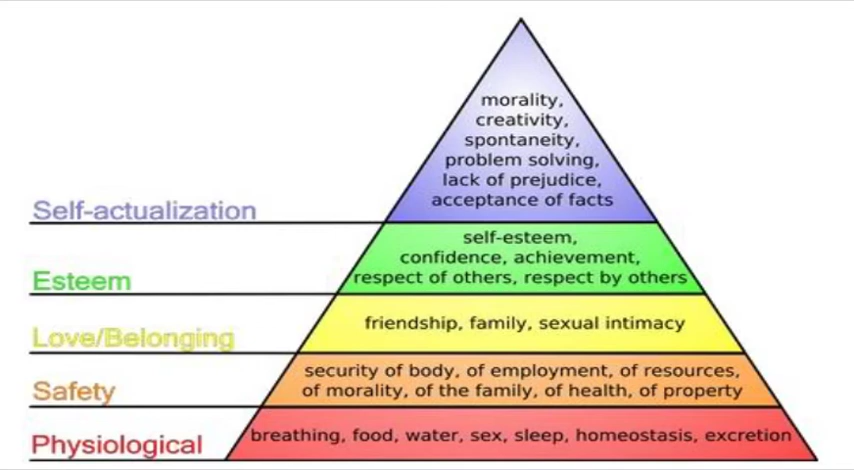 morality,
creativity,
spontaneity,
problem solving,
lack of prejudice,
acceptance of facts
Self-actualization
self-esteem,
confidence, achievement,
respect of others, respect by others
Esteem
friendship, family, sexual intimacy
Love/Belonging
security of body, of employment, of resources,
of morality, of the family, of health, of property
Safety
breathing, food, water, sex, sleep, homeostasis, excretion
Physiological